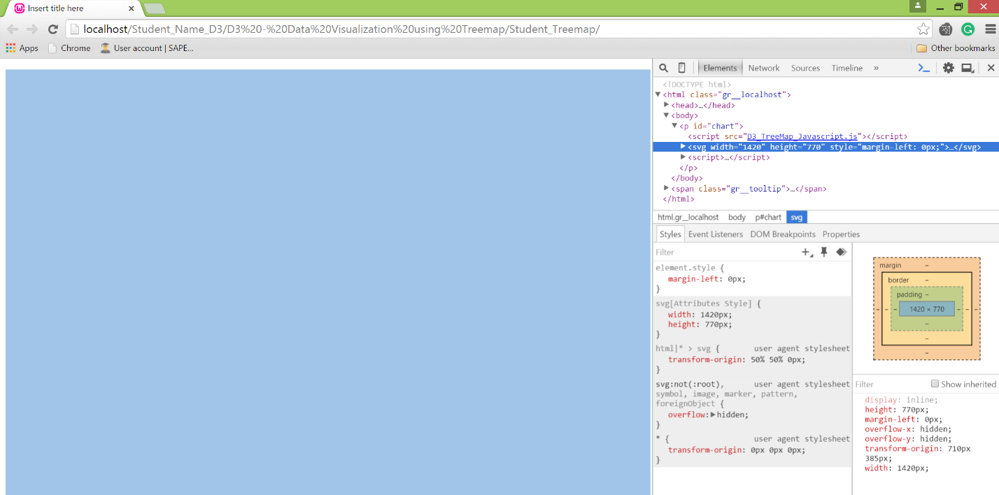 Insert title here
localhost/Student_Name_D3/D3%20-%20Data%20Visualization%20using%20Treemap/Student_Treemap/
Apps Chrome User account | SAPE... Other bookmarks
Elements Network Sources Timeline »
<!DOCTYPE html>
<html class="gr__localhost">
<head>…</head>
<body>
<p id="chart">
<script src="D3_TreeMap_Javascript.js"></script>
<svg width="1420" height="770" style="margin-left: 0px;">…</svg>
<script>…</script>
</p>
</body>
<span class="gr__tooltip">…</span>
</html>
html.gr__localhost body p#chart svg
Styles Event Listeners DOM Breakpoints Properties
Filter
element.style {
margin-left: 0px;
}
svg[Attributes Style] {
width: 1420px;
height: 770px;
}
html|* > svg { user agent stylesheet
transform-origin: 50% 50% 0px;
}
svg:not(:root), user agent stylesheet
symbol, image, marker, pattern,
foreignObject {
overflow: hidden;
}
* { user agent stylesheet
transform-origin: 0px 0px 0px;
}
margin –
border –
padding –
– – – 1420 × 770 – – –
–
–
–
Filter Show inherited
display: inline;
height: 770px;
margin-left: 0px;
overflow-x: hidden;
overflow-y: hidden;
transform-origin: 710px
385px;
width: 1420px;